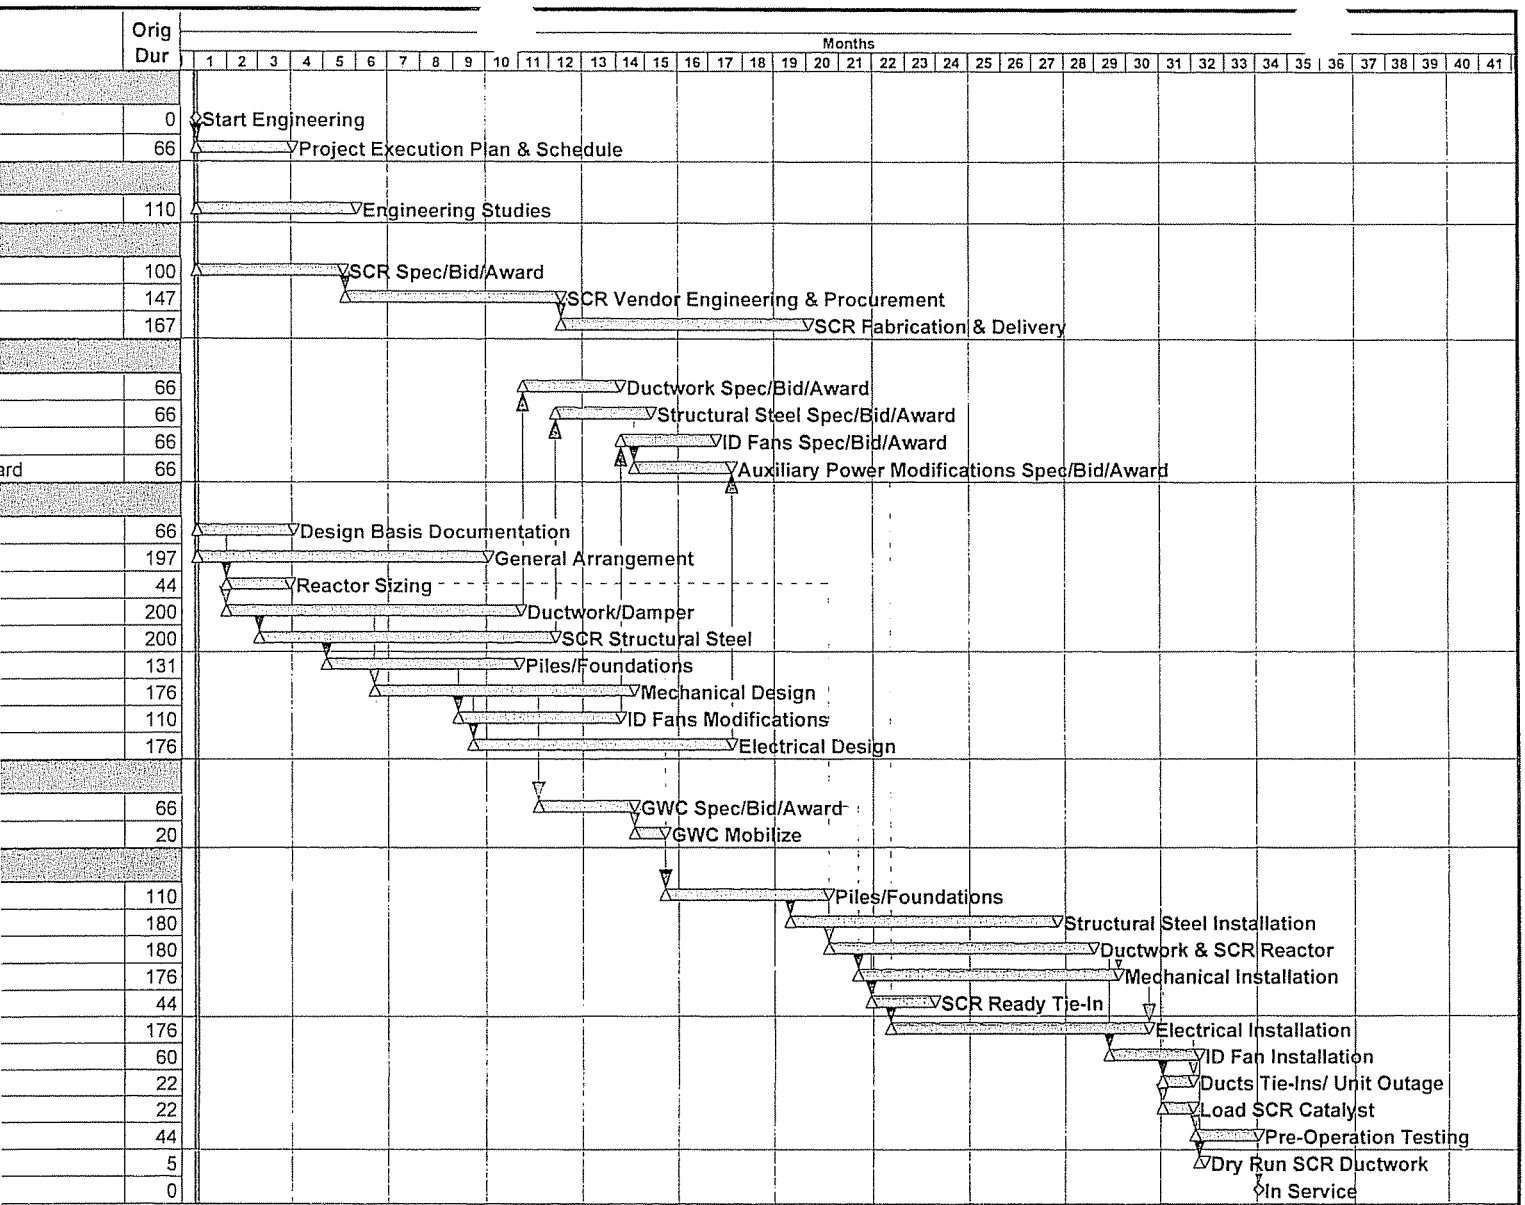 Orig
Dur
Months
1 2 3 4 5 6 7 8 9 10 11 12 13 14 15 16 17 18 19 20 21 22 23 24 25 26 27 28 29 30 31 32 33 34 35 36 37 38 39 40 41
0 Start Engineering
66 Project Execution Plan & Schedule
110 Engineering Studies
100 SCR Spec/Bid/Award
147 SCR Vendor Engineering & Procurement
167 SCR Fabrication & Delivery
66 Ductwork Spec/Bid/Award
66 Structural Steel Spec/Bid/Award
66 ID Fans Spec/Bid/Award
ard 66 Auxiliary Power Modifications Spec/Bid/Award
66 Design Basis Documentation
197 General Arrangement
44 Reactor Sizing
200 Ductwork/Damper
200 SCR Structural Steel
131 Piles/Foundations
176 Mechanical Design
110 ID Fans Modifications
176 Electrical Design
66 GWC Spec/Bid/Award
20 GWC Mobilize
110 Piles/Foundations
180 Structural Steel Installation
180 Ductwork & SCR Reactor
176 Mechanical Installation
44 SCR Ready Tie-In
176 Electrical Installation
60 ID Fan Installation
22 Ducts Tie-Ins/ Unit Outage
22 Load SCR Catalyst
44 Pre-Operation Testing
5 Dry Run SCR Ductwork
0 In Service